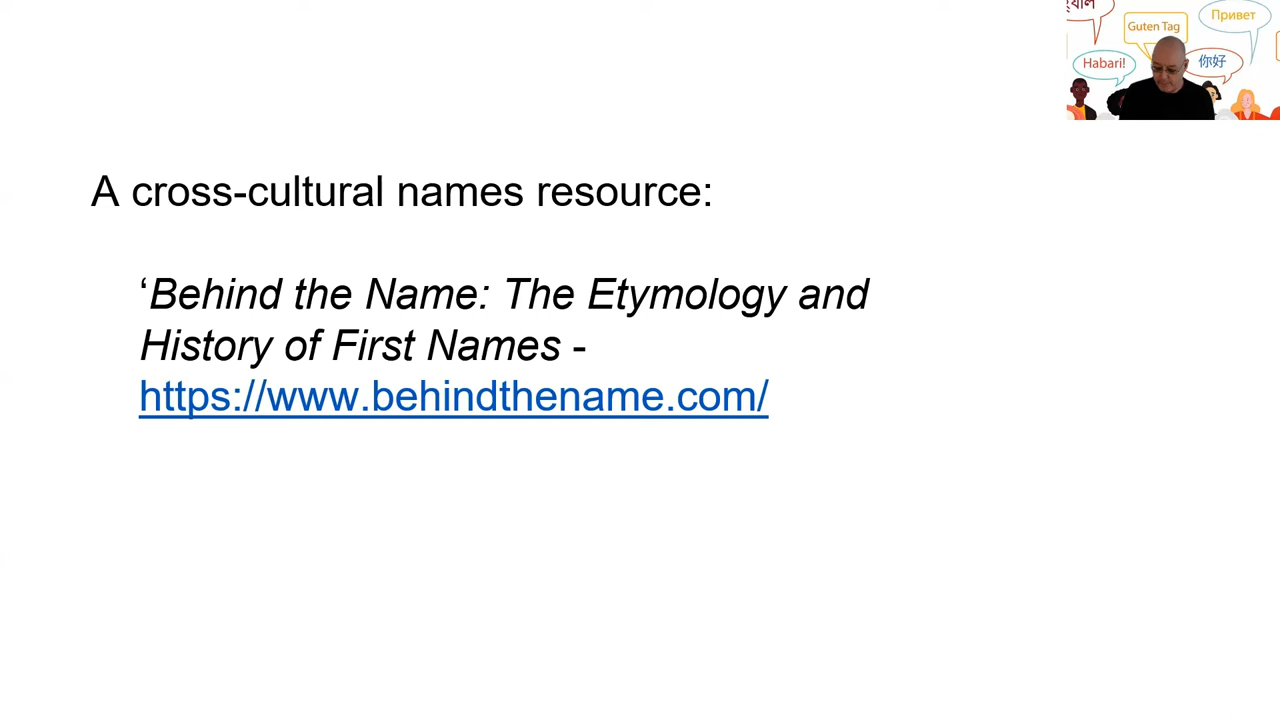 Guten Tag
Привет
Habari!
你好
A cross-cultural names resource:
‘Behind the Name: The Etymology and
History of First Names -
https://www.behindthename.com/